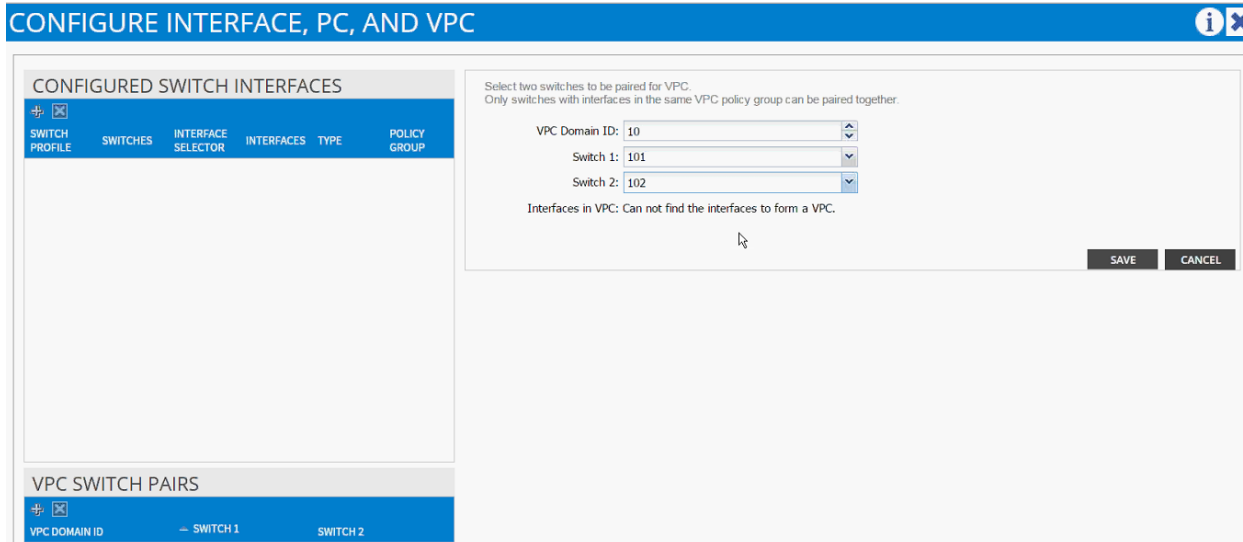 CONFIGURE INTERFACE, PC, AND VPC
CONFIGURED SWITCH INTERFACES
SWITCH PROFILE SWITCHES INTERFACE SELECTOR INTERFACES TYPE POLICY GROUP
Select two switches to be paired for VPC.
Only switches with interfaces in the same VPC policy group can be paired together.
VPC Domain ID: 10
Switch 1: 101
Switch 2: 102
Interfaces in VPC: Can not find the interfaces to form a VPC.
SAVE CANCEL
VPC SWITCH PAIRS
VPC DOMAIN ID SWITCH 1 SWITCH 2